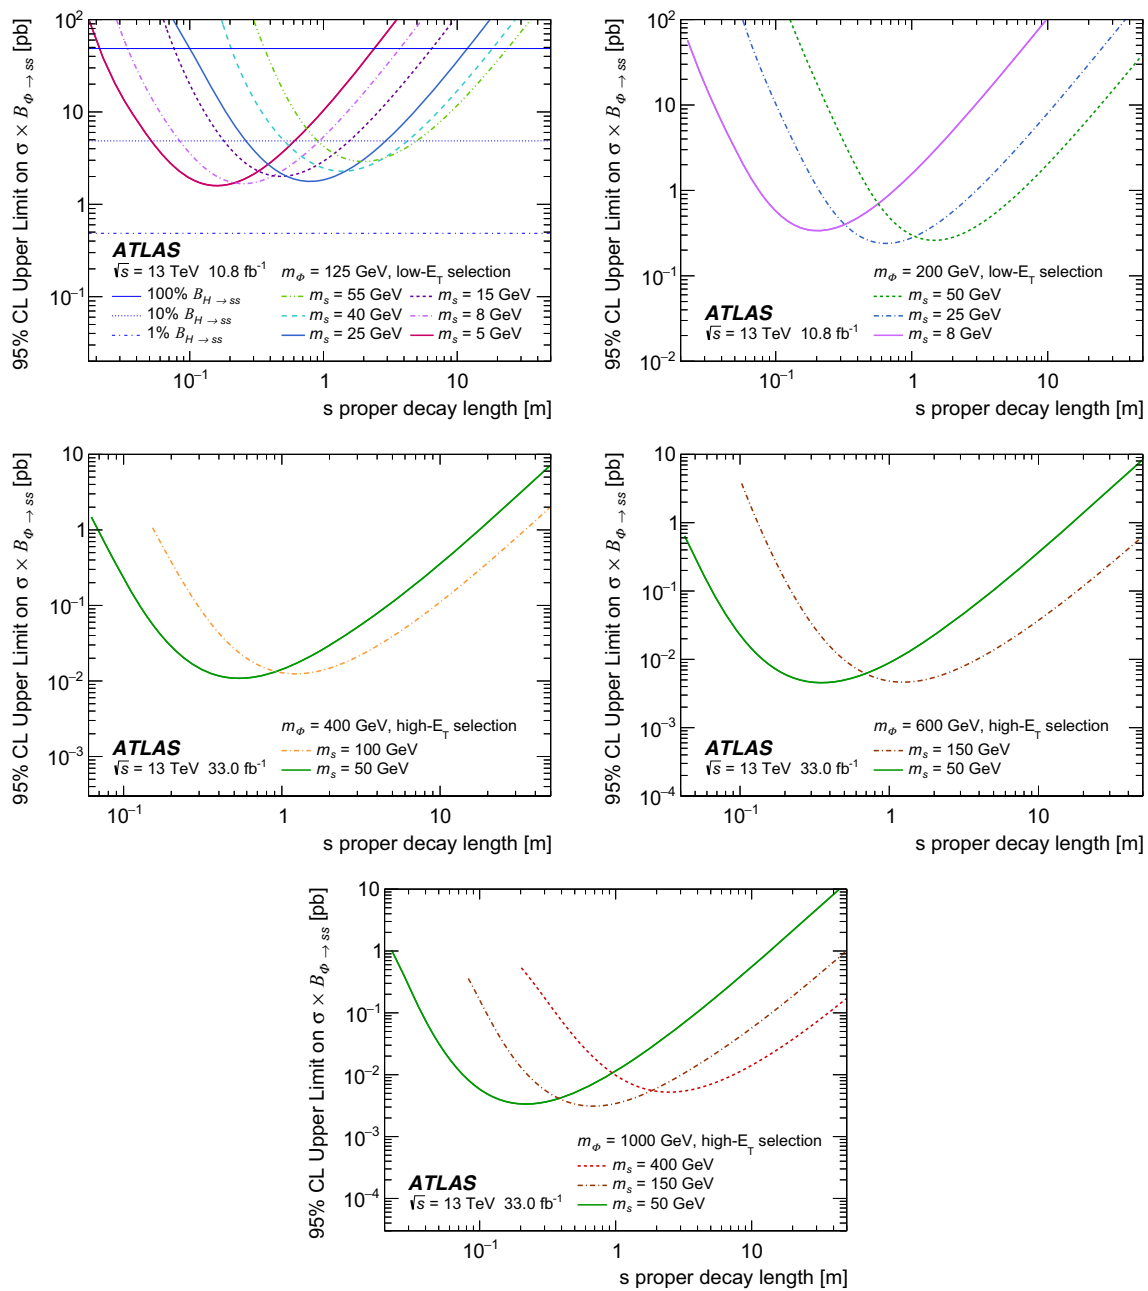 95% CL Upper Limit on σ × B_Φ → ss [pb]
10²
10
1
10⁻¹
ATLAS
√s = 13 TeV 10.8 fb⁻¹
100% B_H → ss
10% B_H → ss
1% B_H → ss
m_Φ = 125 GeV, low-E_T selection
m_s = 55 GeV
m_s = 40 GeV
m_s = 25 GeV
m_s = 15 GeV
m_s = 8 GeV
m_s = 5 GeV
10⁻¹ 1 10
s proper decay length [m]
95% CL Upper Limit on σ × B_Φ → ss [pb]
10²
10
1
10⁻¹
10⁻²
ATLAS
√s = 13 TeV 10.8 fb⁻¹
m_Φ = 200 GeV, low-E_T selection
m_s = 50 GeV
m_s = 25 GeV
m_s = 8 GeV
10⁻¹ 1 10
s proper decay length [m]
95% CL Upper Limit on σ × B_Φ → ss [pb]
10
1
10⁻¹
10⁻²
10⁻³
ATLAS
√s = 13 TeV 33.0 fb⁻¹
m_Φ = 400 GeV, high-E_T selection
m_s = 100 GeV
m_s = 50 GeV
10⁻¹ 1 10
s proper decay length [m]
95% CL Upper Limit on σ × B_Φ → ss [pb]
10
1
10⁻¹
10⁻²
10⁻³
10⁻⁴
ATLAS
√s = 13 TeV 33.0 fb⁻¹
m_Φ = 600 GeV, high-E_T selection
m_s = 150 GeV
m_s = 50 GeV
10⁻¹ 1 10
s proper decay length [m]
95% CL Upper Limit on σ × B_Φ → ss [pb]
10
1
10⁻¹
10⁻²
10⁻³
10⁻⁴
ATLAS
√s = 13 TeV 33.0 fb⁻¹
m_Φ = 1000 GeV, high-E_T selection
m_s = 400 GeV
m_s = 150 GeV
m_s = 50 GeV
10⁻¹ 1 10
s proper decay length [m]